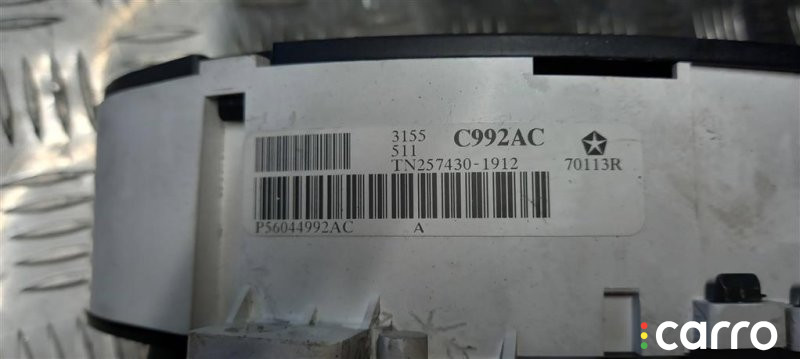 3155
C992AC
511
TN257430-1912
70113R
P56044992AC A
carro